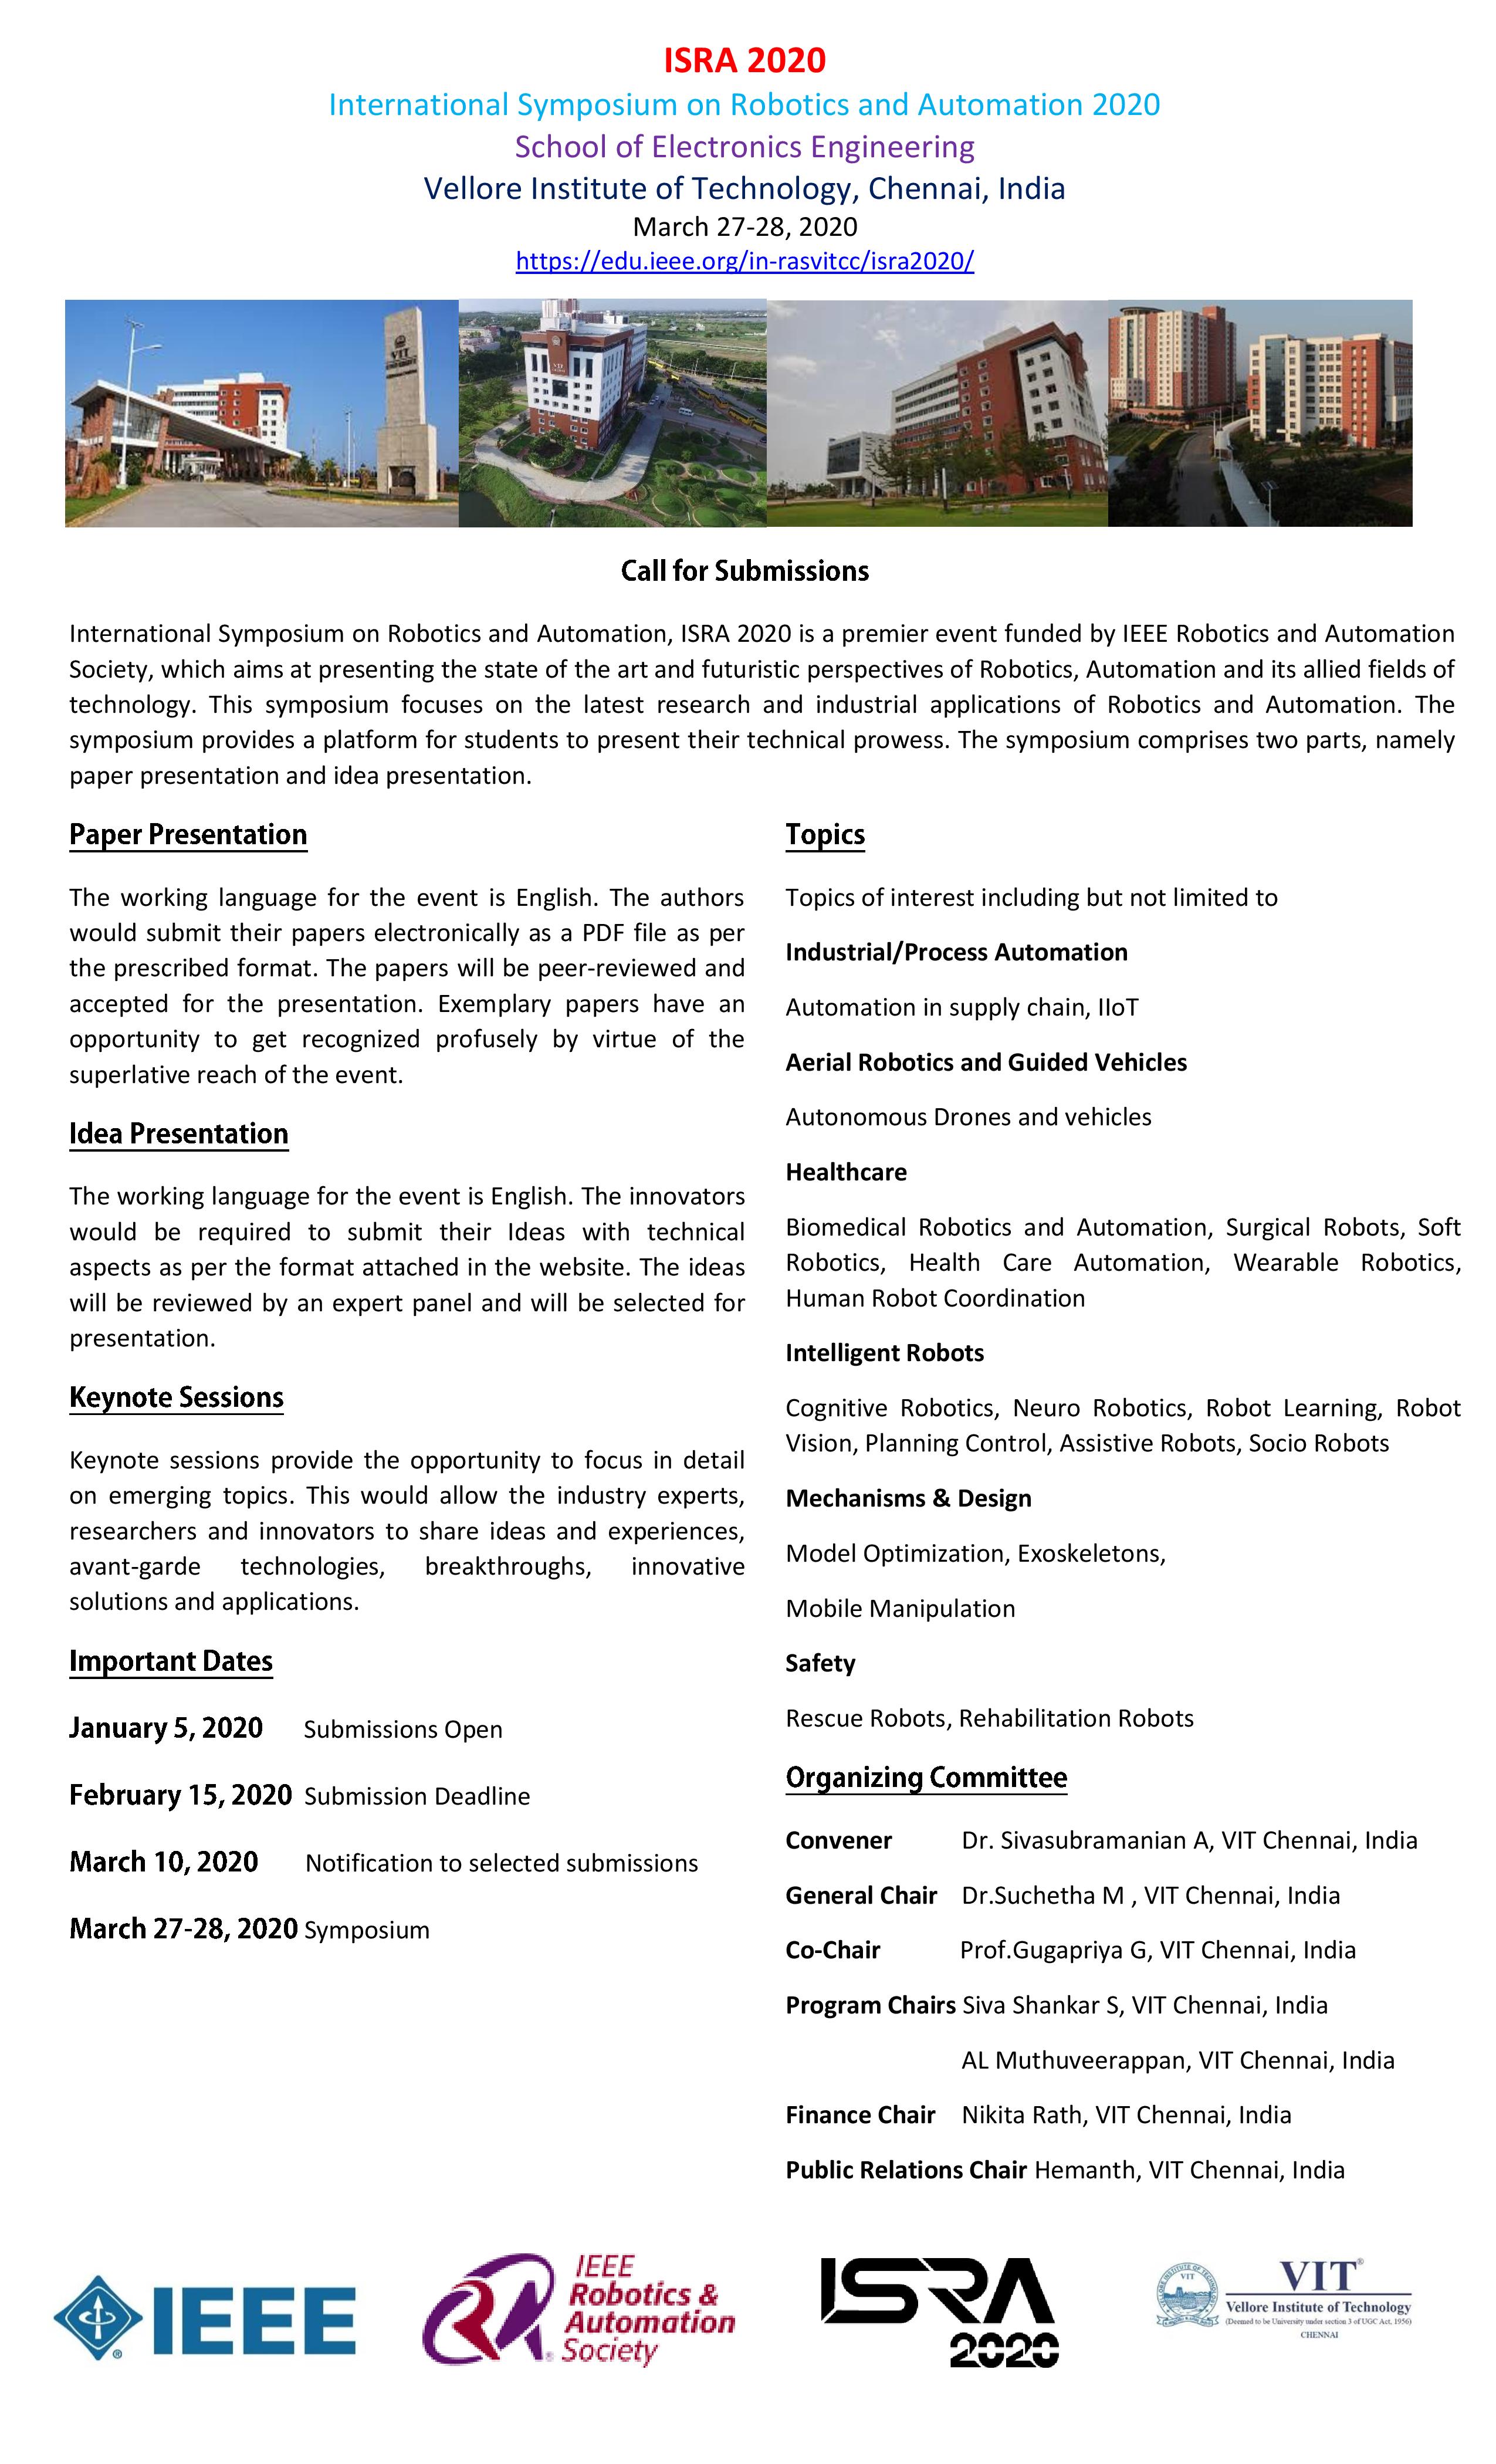 ISRA 2020
International Symposium on Robotics and Automation 2020
School of Electronics Engineering
Vellore Institute of Technology, Chennai, India
March 27-28, 2020
https://edu.ieee.org/in-rasvitcc/isra2020/
VIT
Call for Submissions
International Symposium on Robotics and Automation, ISRA 2020 is a premier event funded by IEEE Robotics and Automation
Society, which aims at presenting the state of the art and futuristic perspectives of Robotics, Automation and its allied fields of
technology. This symposium focuses on the latest research and industrial applications of Robotics and Automation. The
symposium provides a platform for students to present their technical prowess. The symposium comprises two parts, namely
paper presentation and idea presentation.
Paper Presentation
The working language for the event is English. The authors
would submit their papers electronically as a PDF file as per
the prescribed format. The papers will be peer-reviewed and
accepted for the presentation. Exemplary papers have an
opportunity to get recognized profusely by virtue of the
superlative reach of the event.
Idea Presentation
The working language for the event is English. The innovators
would be required to submit their Ideas with technical
aspects as per the format attached in the website. The ideas
will be reviewed by an expert panel and will be selected for
presentation.
Keynote Sessions
Keynote sessions provide the opportunity to focus in detail
on emerging topics. This would allow the industry experts,
researchers and innovators to share ideas and experiences,
avant-garde technologies, breakthroughs, innovative
solutions and applications.
Important Dates
January 5, 2020 Submissions Open
February 15, 2020 Submission Deadline
March 10, 2020 Notification to selected submissions
March 27-28, 2020 Symposium
Topics
Topics of interest including but not limited to
Industrial/Process Automation
Automation in supply chain, IIoT
Aerial Robotics and Guided Vehicles
Autonomous Drones and vehicles
Healthcare
Biomedical Robotics and Automation, Surgical Robots, Soft
Robotics, Health Care Automation, Wearable Robotics,
Human Robot Coordination
Intelligent Robots
Cognitive Robotics, Neuro Robotics, Robot Learning, Robot
Vision, Planning Control, Assistive Robots, Socio Robots
Mechanisms & Design
Model Optimization, Exoskeletons,
Mobile Manipulation
Safety
Rescue Robots, Rehabilitation Robots
Organizing Committee
Convener Dr. Sivasubramanian A, VIT Chennai, India
General Chair Dr.Suchetha M , VIT Chennai, India
Co-Chair Prof.Gugapriya G, VIT Chennai, India
Program Chairs Siva Shankar S, VIT Chennai, India
AL Muthuveerappan, VIT Chennai, India
Finance Chair Nikita Rath, VIT Chennai, India
Public Relations Chair Hemanth, VIT Chennai, India
IEEE
RA
IEEE
Robotics &
Automation
Society
ISRA
2020
VIT
VIT®
Vellore Institute of Technology
(Deemed to be University under section 3 of UGC Act, 1956)
CHENNAI